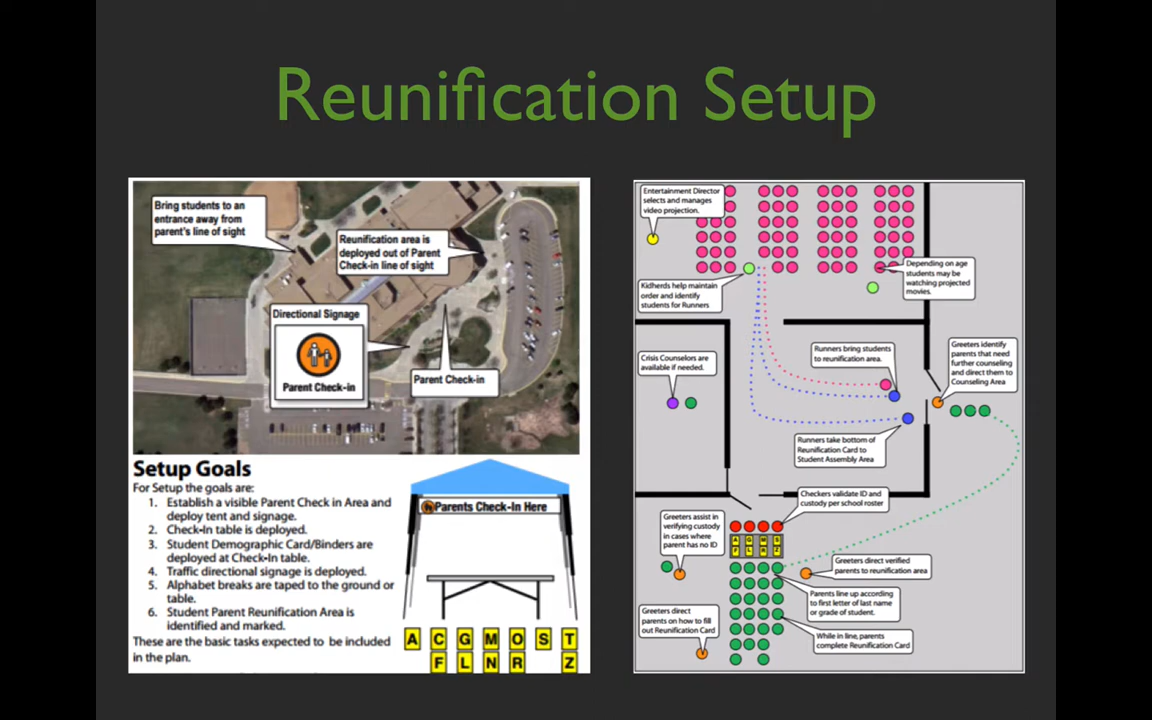 Reunification Setup
Bring students to an
entrance away from
parent's line of sight
Reunification area is
deployed out of Parent
Check-in line of sight
Directional Signage
Parent Check-in
Parent Check-in
Setup Goals
For Setup the goals are:
1. Establish a visible Parent Check in Area and
deploy tent and signage.
2. Check-In table is deployed.
3. Student Demographic Card/Binders are
deployed at Check-In table.
4. Traffic directional signage is deployed.
5. Alphabet breaks are taped to the ground or
table.
6. Student Parent Reunification Area is
identified and marked.
These are the basic tasks expected to be included
in the plan.
Parents Check-In Here
A C G M O S T
F L N R Z
Entertainment Director
selects and manages
video projection.
Depending on age
students may be
watching projected
movies.
Kidherds help maintain
order and identify
students for Runners
Runners bring students
to reunification area.
Greeters identify
parents that need
further counseling
and direct them to
Counseling Area
Crisis Counselors are
available if needed.
Runners take bottom of
Reunification Card to
Student Assembly Area
Checkers validate ID and
custody per school roster
Greeters assist in
verifying custody
in cases where
parent has no ID
A G M S
F L R Z
Greeters direct verified
parents to reunification area
Parents line up according
to first letter of last name
or grade of student.
Greeters direct
parents on how to fill
out Reunification Card
While in line, parents
complete Reunification Card